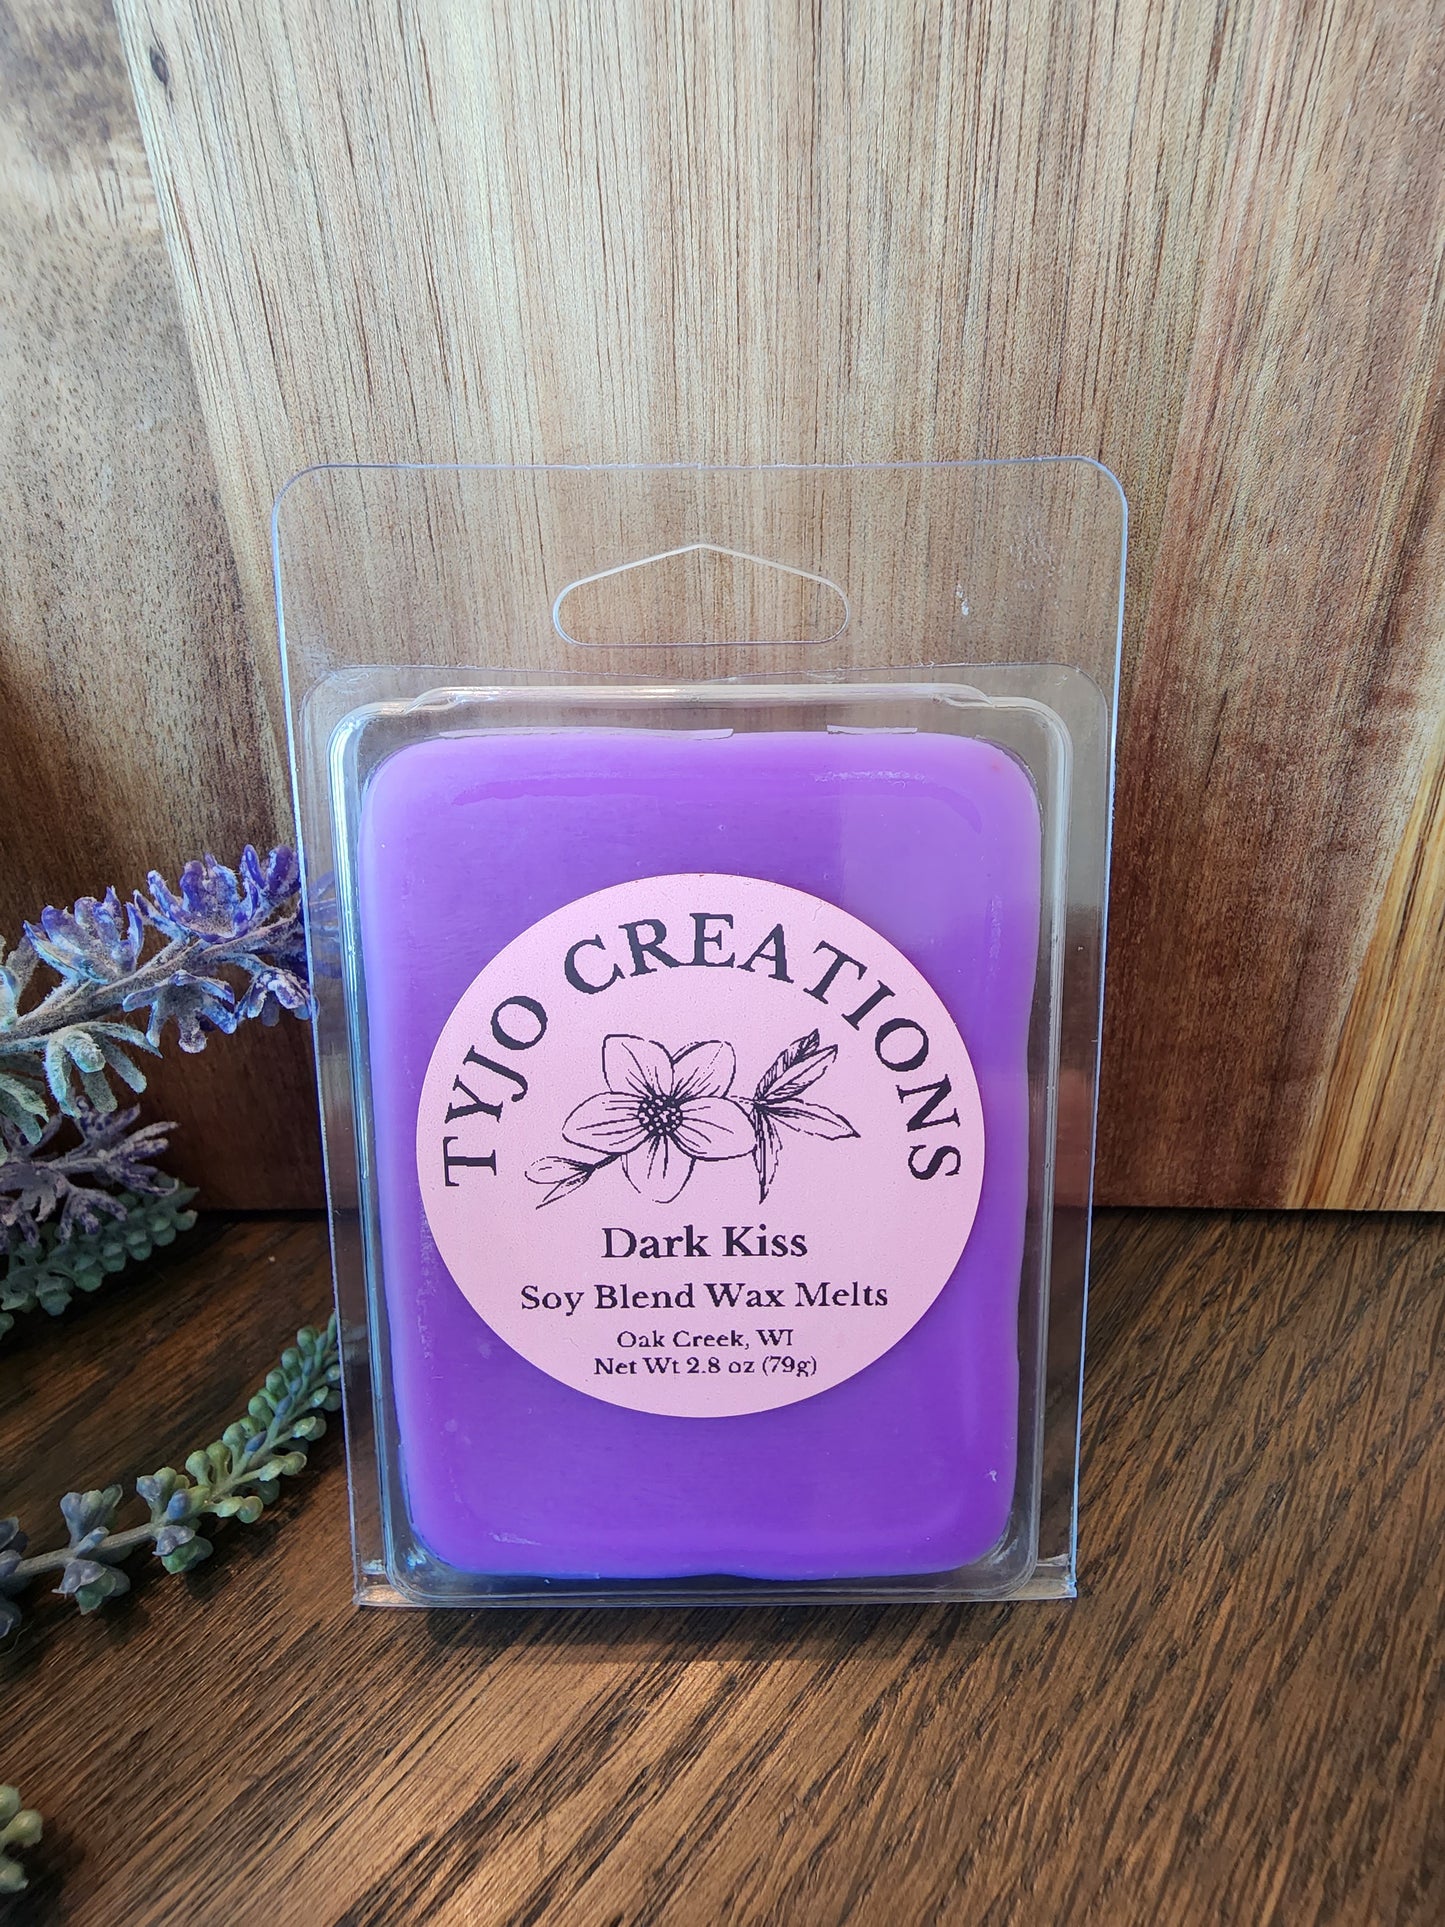 TYJO CREATIONS
Dark Kiss
Soy Blend Wax Melts
Oak Creek, WI
Net Wt 2.8 oz (79g)